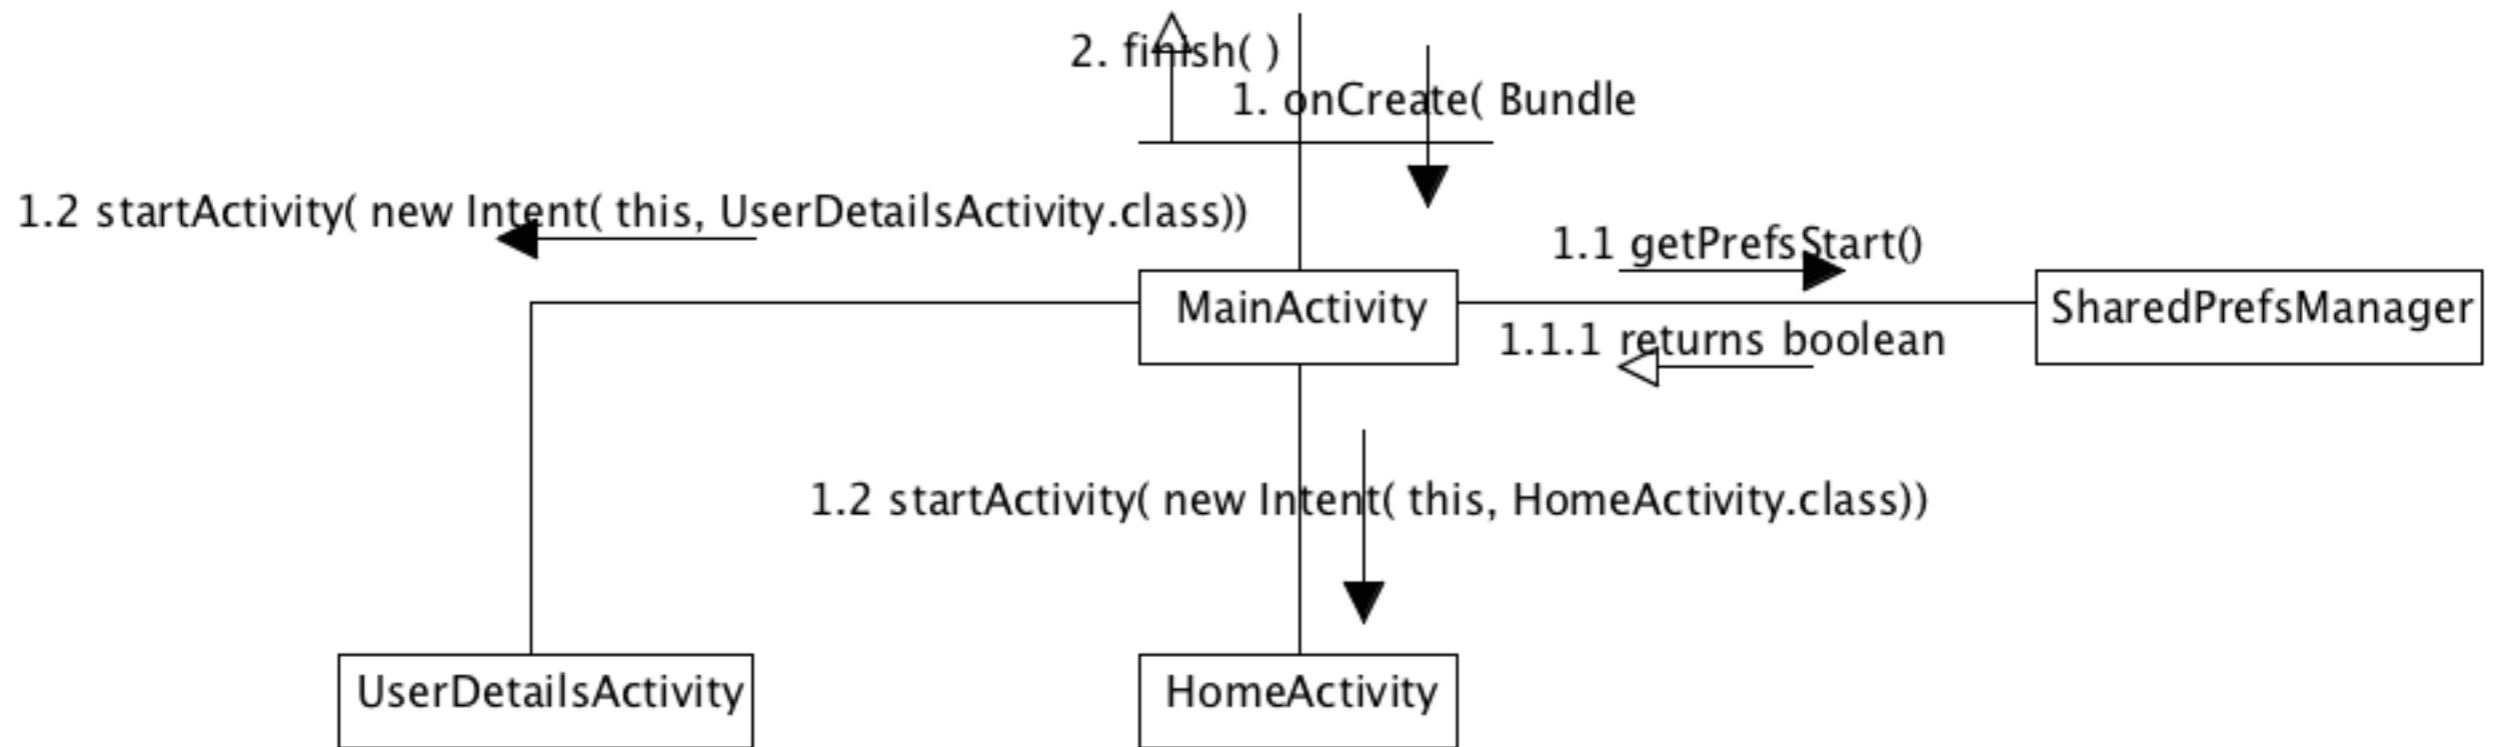 2. finish( )
1. onCreate( Bundle
1.2 startActivity( new Intent( this, UserDetailsActivity.class))
1.1 getPrefsStart()
MainActivity
SharedPrefsManager
1.1.1 returns boolean
1.2 startActivity( new Intent( this, HomeActivity.class))
UserDetailsActivity
HomeActivity